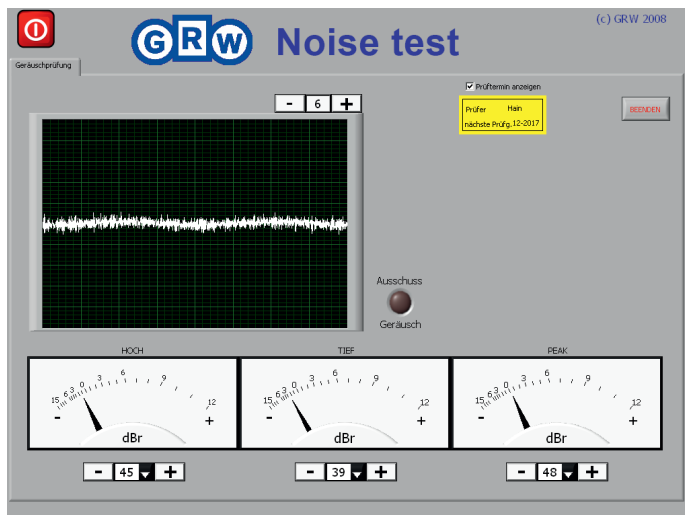 (c) GRW 2008
GRW Noise test
Geräuschprüfung
Prüftermin anzeigen
- 6 +
Prüfer Hain
nächste Prüfg. 12-2017
BEENDEN
Ausschuss
Geräusch
HOCH
15 6 3 0 3 6 9 12
- +
dBr
- 45 +
TIEF
15 6 3 0 3 6 9 12
- +
dBr
- 39 +
PEAK
15 6 3 0 3 6 9 12
- +
dBr
- 48 +